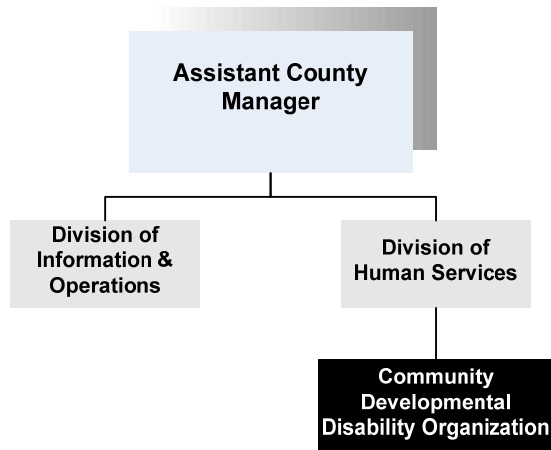 Assistant County
Manager
Division of
Information &
Operations
Division of
Human Services
Community
Developmental
Disability Organization